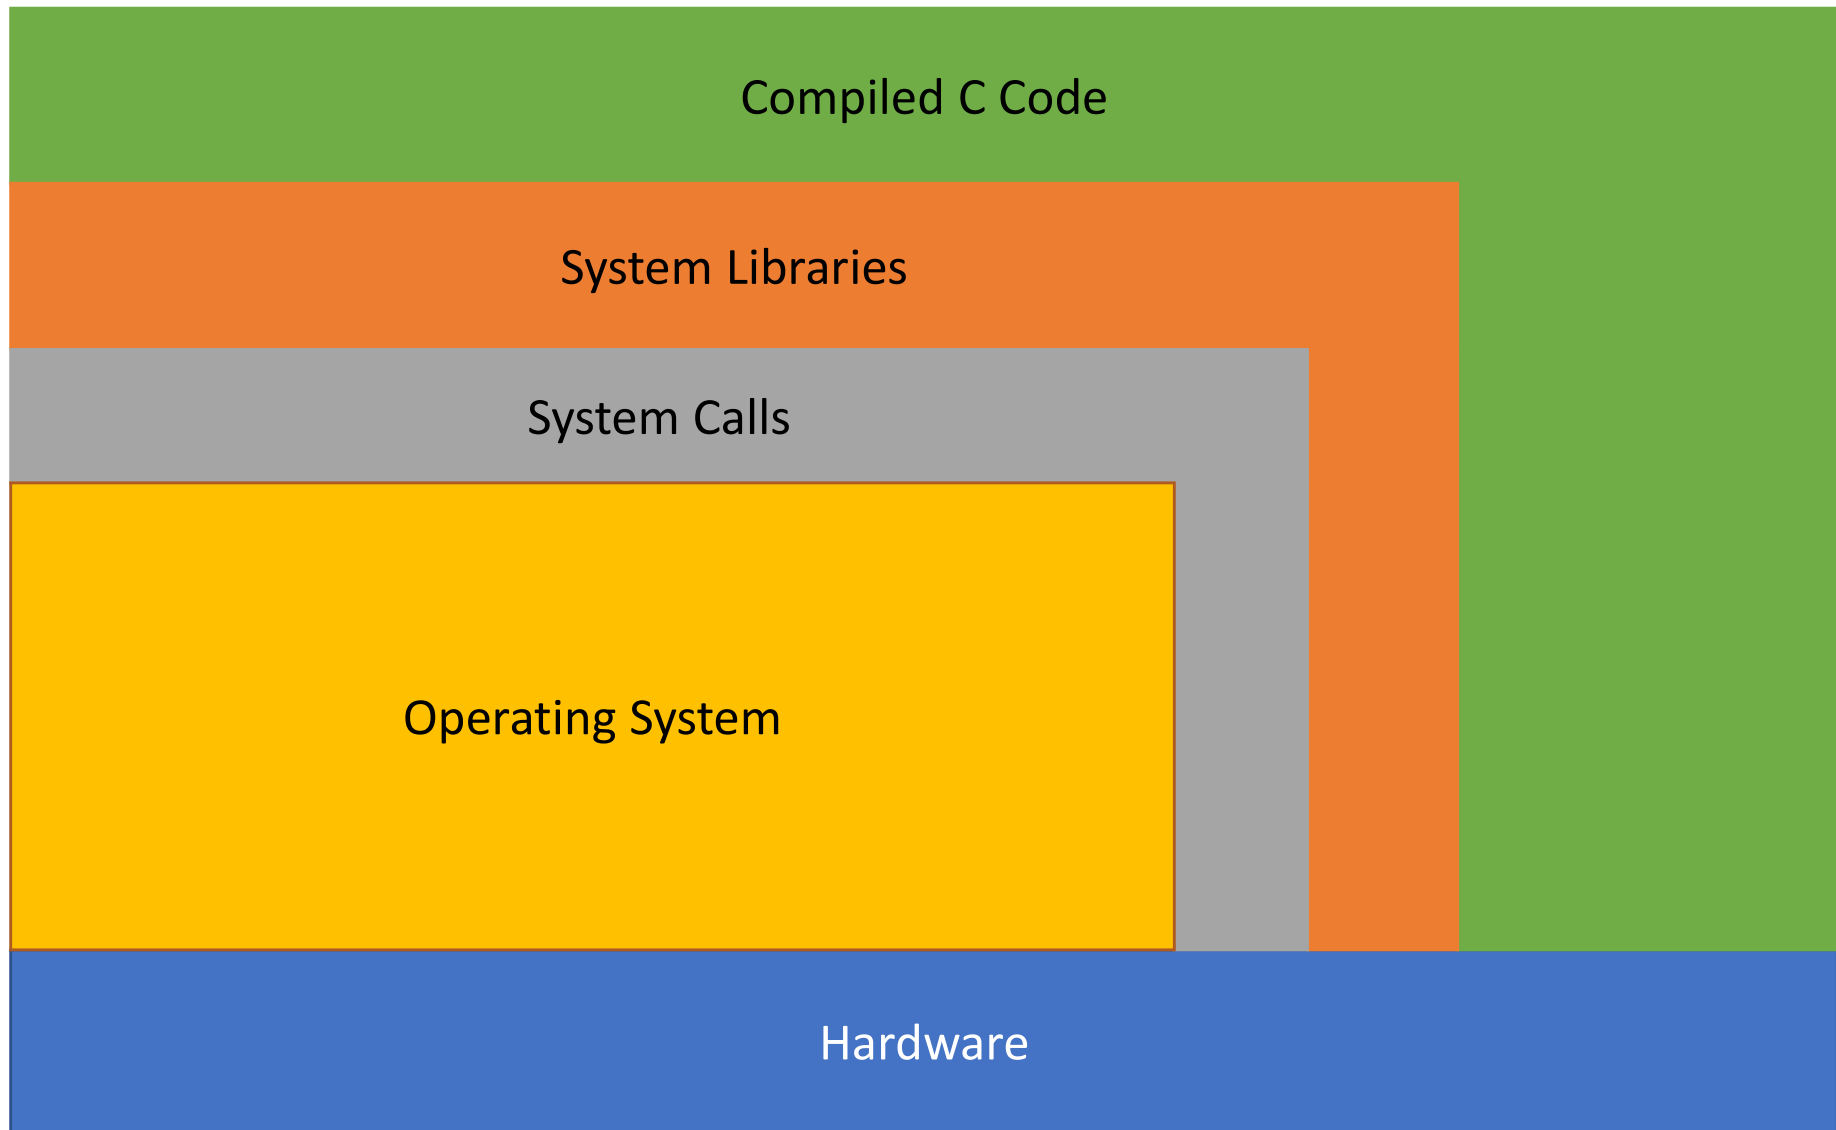 Compiled C Code
System Libraries
System Calls
Operating System
Hardware